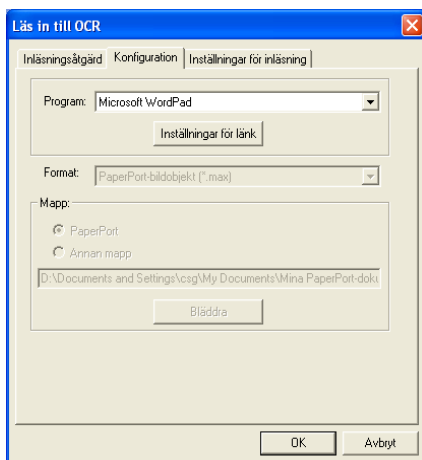 Läs in till OCR
Inläsningsåtgärd Konfiguration Inställningar för inläsning
Program: Microsoft WordPad
Inställningar för länk
Format: PaperPort-bildobjekt (*.max)
Mapp:
PaperPort
Annan mapp
D:\Documents and Settings\csg\My Documents\Mina PaperPort-doku
Bläddra
OK Avbryt